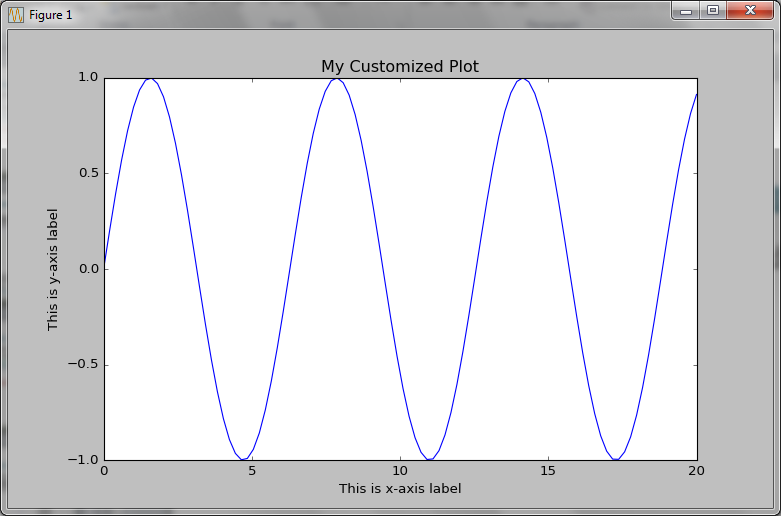 Figure 1
My Customized Plot
1.0
0.5
0.0
−0.5
−1.0
This is y-axis label
0 5 10 15 20
This is x-axis label